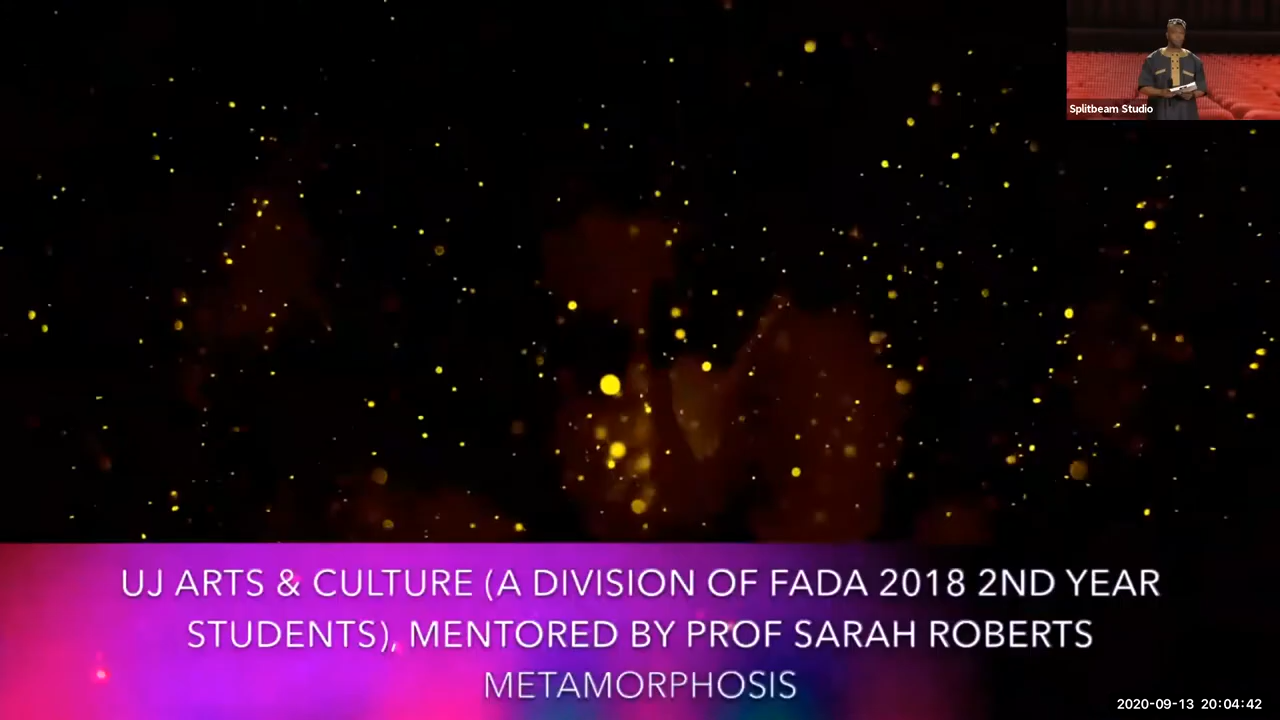 Splitbeam Studio
UJ ARTS & CULTURE (A DIVISION OF FADA 2018 2ND YEAR
STUDENTS), MENTORED BY PROF SARAH ROBERTS
METAMORPHOSIS
2020-09-13 20:04:42